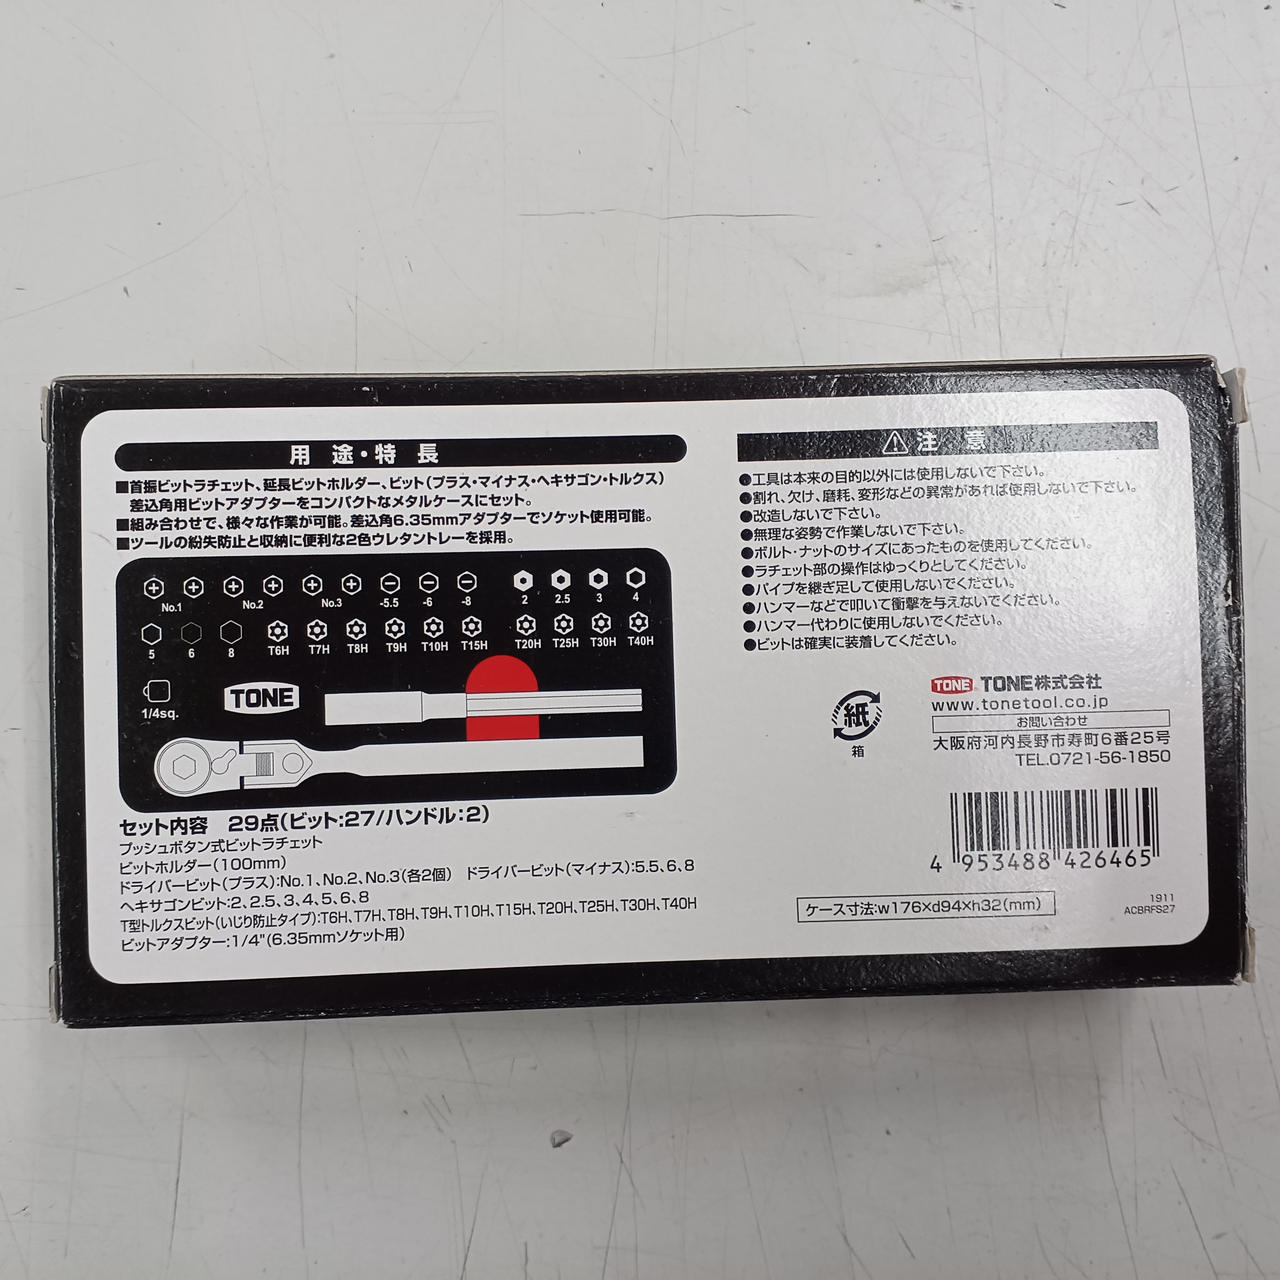 用途・特長
■首振ビットラチェット、延長ビットホルダー、ビット(プラス・マイナス・ヘキサゴン・トルクス)
差込角用ビットアダプターをコンパクトなメタルケースにセット。
■組み合わせで、様々な作業が可能。差込角6.35mmアダプターでソケット使用可能。
■ツールの紛失防止と収納に便利な2色ウレタントレーを採用。
No.1 No.2 No.3 -5.5 -6 -8 2 2.5 3 4
5 6 8 T6H T7H T8H T9H T10H T15H T20H T25H T30H T40H
1/4sq.
TONE
セット内容 29点(ビット:27/ハンドル:2)
プッシュボタン式ビットラチェット
ビットホルダー(100mm)
ドライバービット(プラス):No.1、No.2、No.3(各2個) ドライバービット(マイナス):5.5、6、8
ヘキサゴンビット:2、2.5、3、4、5、6、8
T型トルクスビット(いじり防止タイプ):T6H、T7H、T8H、T9H、T10H、T15H、T20H、T25H、T30H、T40H
ビットアダプター:1/4"(6.35mmソケット用)
注意
●工具は本来の目的以外には使用しないで下さい。
●割れ、欠け、磨耗、変形などの異常があれば使用しないで下さい。
●改造しないで下さい。
●無理な姿勢で作業しないで下さい。
●ボルト・ナットのサイズにあったものを使用してください。
●ラチェット部の操作はゆっくりとしてください。
●パイプを継ぎ足して使用しないでください。
●ハンマーなどで叩いて衝撃を与えないでください。
●ハンマー代わりに使用しないでください。
●ビットは確実に装着してください。
紙
箱
TONE TONE株式会社
www.tonetool.co.jp
お問い合わせ
大阪府河内長野市寿町6番25号
TEL.0721-56-1850
4 953488 426465
ケース寸法:w176×d94×h32(mm)
1911
ACBRFS27